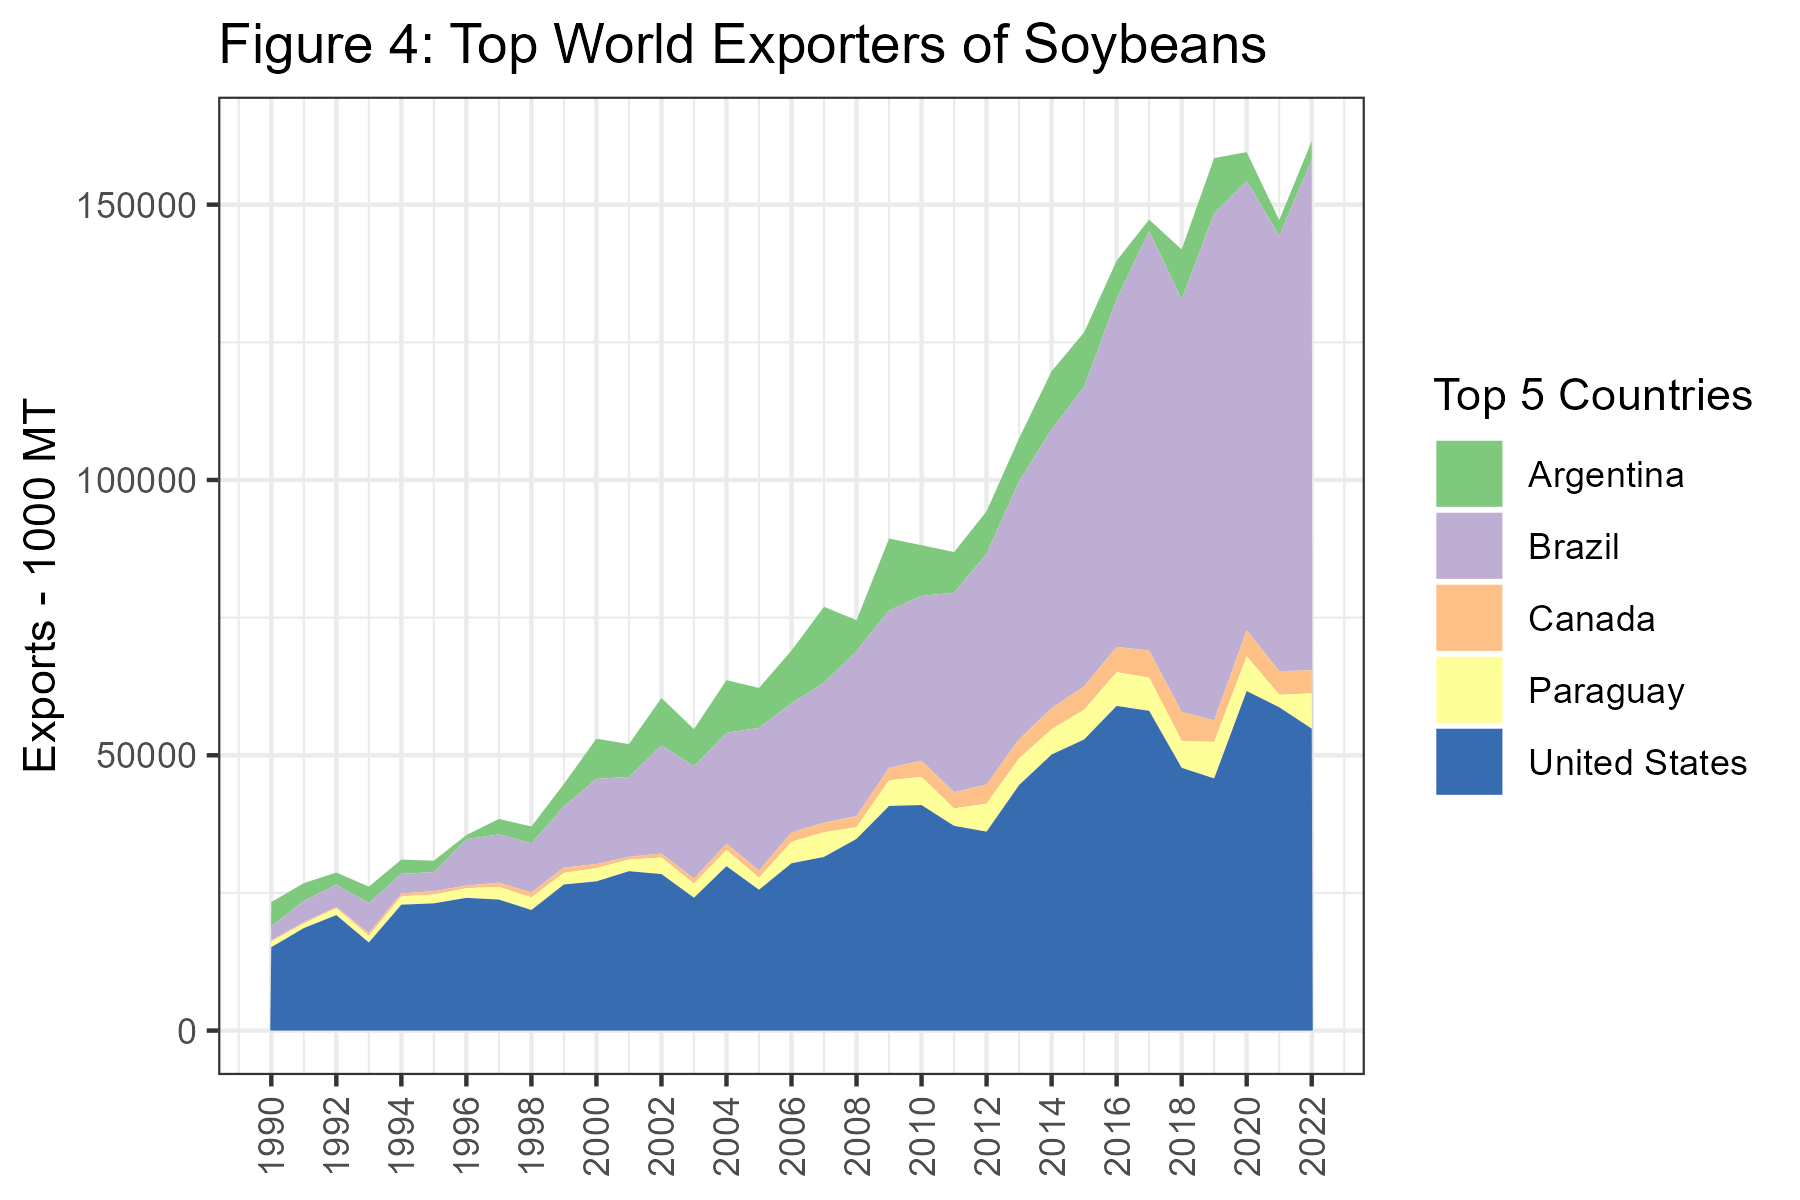 Figure 4: Top World Exporters of Soybeans
Exports - 1000 MT
150000
100000
50000
0
1990
1992
1994
1996
1998
2000
2002
2004
2006
2008
2010
2012
2014
2016
2018
2020
2022
Top 5 Countries
Argentina
Brazil
Canada
Paraguay
United States